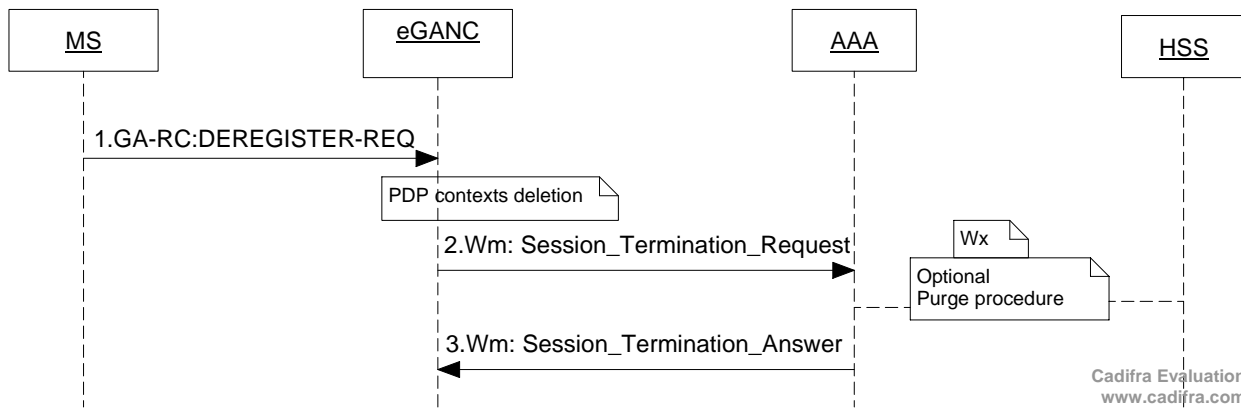 MS
eGANC
AAA
HSS
1.GA-RC:DEREGISTER-REQ
PDP contexts deletion
2.Wm: Session_Termination_Request
Wx
Optional
Purge procedure
3.Wm: Session_Termination_Answer
Cadifra Evaluation
www.cadifra.com